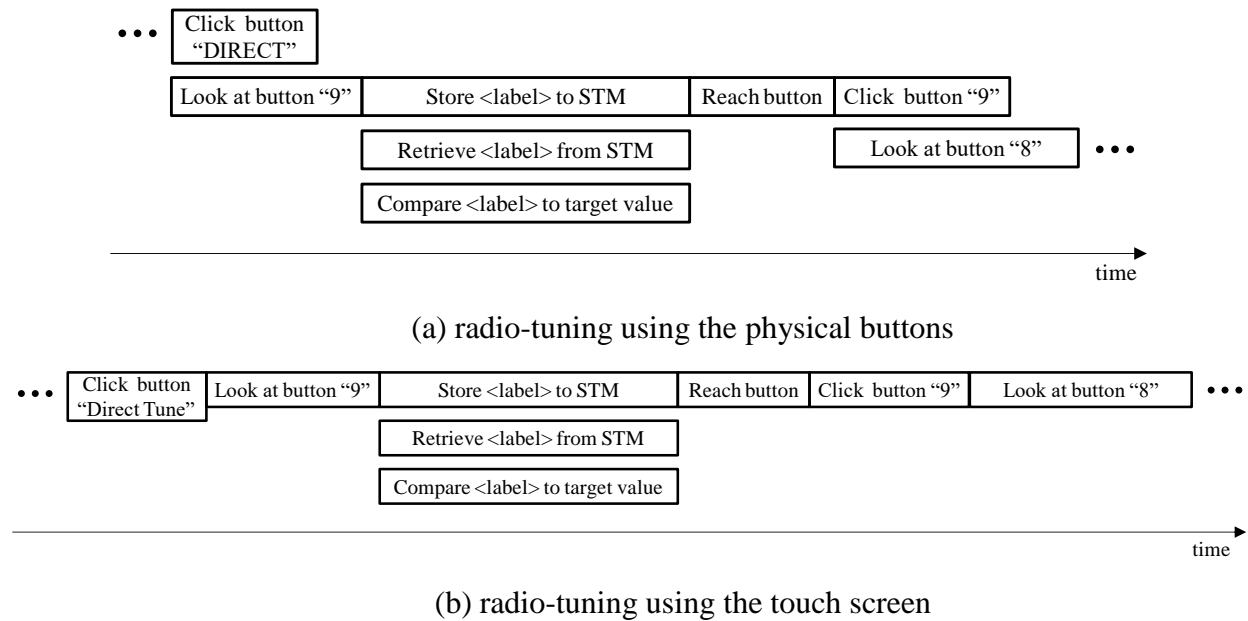 ••• Click button
“DIRECT”
Look at button “9” Store <label> to STM Reach button Click button “9”
Retrieve <label> from STM Look at button “8” •••
Compare <label> to target value
time
(a) radio-tuning using the physical buttons
••• Click button
“Direct Tune” Look at button “9” Store <label> to STM Reach button Click button “9” Look at button “8” •••
Retrieve <label> from STM
Compare <label> to target value
time
(b) radio-tuning using the touch screen